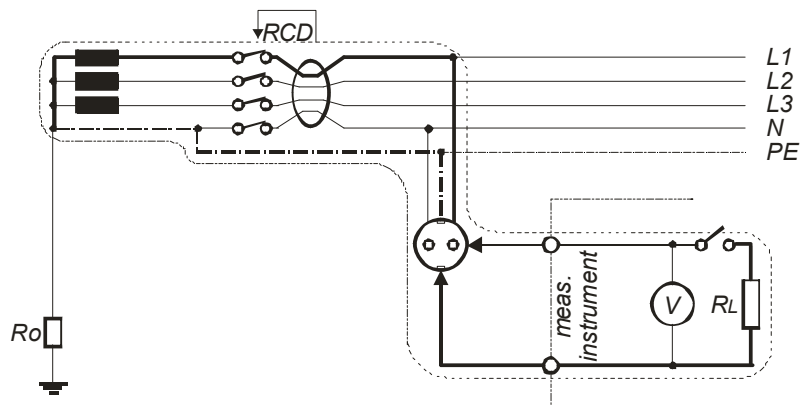 RCD
L1
L2
L3
N
PE
meas.
instrument
V
RL
Ro